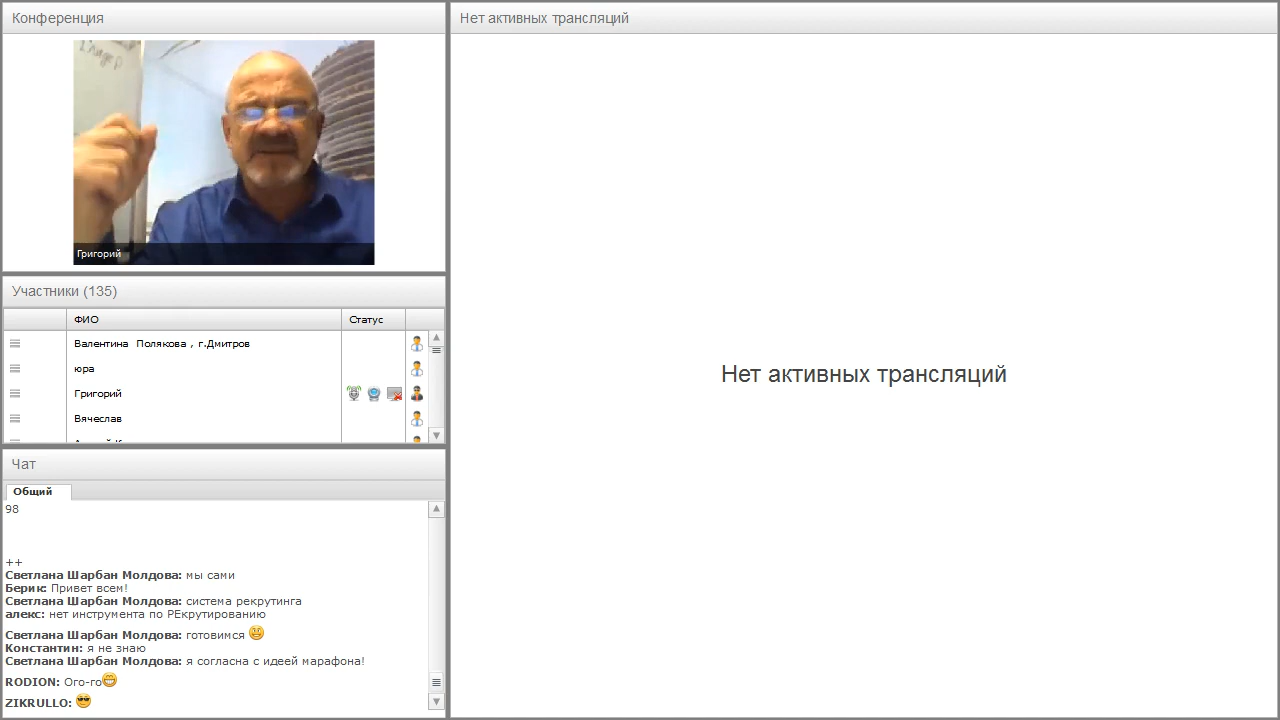 Конференция
Григорий
Участники (135)
ФИО
Статус
Валентина Полякова , г.Дмитров
юра
Григорий
Вячеслав
Чат
Общий
98
++
Светлана Шарбан Молдова: мы сами
Берик: Привет всем!
Светлана Шарбан Молдова: система рекрутинга
алекс: нет инструмента по РЕкрутированию
Светлана Шарбан Молдова: готовимся
Константин: я не знаю
Светлана Шарбан Молдова: я согласна с идеей марафона!
RODION: Ого-го
ZIKRULLO:
Нет активных трансляций
Нет активных трансляций